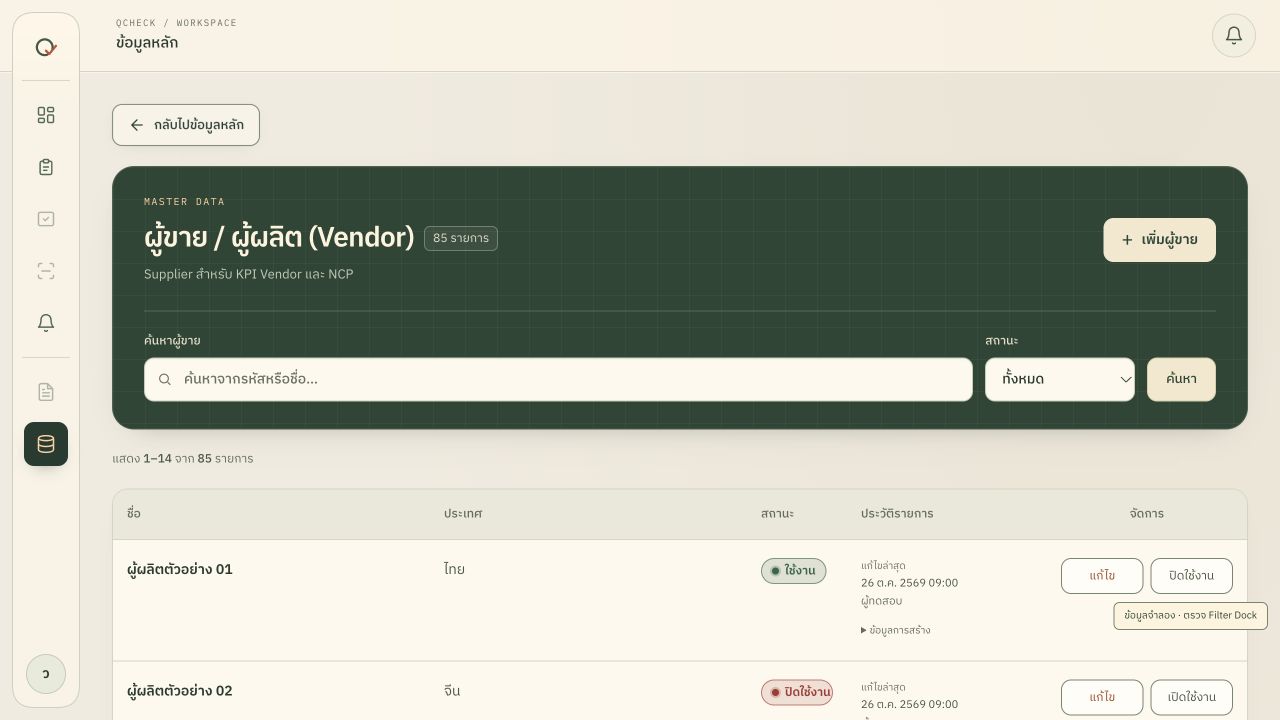 QCHECK / WORKSPACE
ข้อมูลหลัก
กลับไปข้อมูลหลัก
MASTER DATA
ผู้ขาย / ผู้ผลิต (Vendor) 85 รายการ
+ เพิ่มผู้ขาย
Supplier สำหรับ KPI Vendor และ NCP
ค้นหาผู้ขาย สถานะ
ค้นหาจากรหัสหรือชื่อ... ทั้งหมด ค้นหา
แสดง 1–14 จาก 85 รายการ
ชื่อ ประเทศ สถานะ ประวัติรายการ จัดการ
ผู้ผลิตตัวอย่าง 01 ไทย ใช้งาน แก้ไขล่าสุด แก้ไข ปิดใช้งาน
26 ต.ค. 2569 09:00
ผู้ทดสอบ
ข้อมูลจำลอง · ตรวจ Filter Dock
ข้อมูลการสร้าง
ผู้ผลิตตัวอย่าง 02 จีน ปิดใช้งาน แก้ไขล่าสุด แก้ไข เปิดใช้งาน
26 ต.ค. 2569 09:00
ว